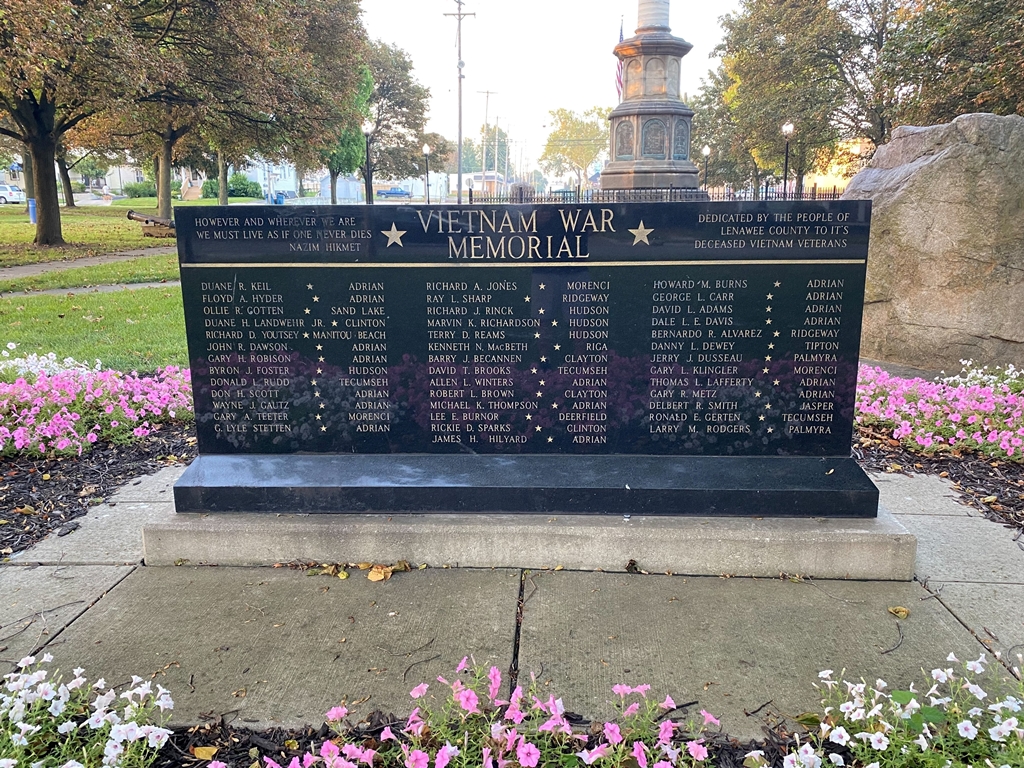 HOWEVER AND WHEREVER WE ARE
WE MUST LIVE AS IF ONE NEVER DIES
NAZIM HIKMET
VIETNAM WAR
MEMORIAL
DEDICATED BY THE PEOPLE OF
LENAWEE COUNTY TO IT'S
DECEASED VIETNAM VETERANS
DUANE R. KEIL ★ ADRIAN
FLOYD A. HYDER ★ ADRIAN
OLLIE R. GOTTEN ★ SAND LAKE
DUANE H. LANDWEHR JR. ★ CLINTON
RICHARD D. YOUTSEY ★ MANITOU BEACH
JOHN R. DAWSON ★ ADRIAN
GARY H. ROBISON ★ ADRIAN
BYRON J. FOSTER ★ HUDSON
DONALD L. RUDD ★ TECUMSEH
DON H. SCOTT ★ ADRIAN
WAYNE J. GAUTZ ★ ADRIAN
GARY A. TEETER ★ MORENCI
G. LYLE STETTEN ★ ADRIAN
RICHARD A. JONES ★ MORENCI
RAY L. SHARP ★ RIDGEWAY
RICHARD J. RINCK ★ HUDSON
MARVIN K. RICHARDSON ★ HUDSON
TERRY D. REAMS ★ HUDSON
KENNETH N. MACBETH ★ RIGA
BARRY J. BECANNEN ★ CLAYTON
DAVID T. BROOKS ★ TECUMSEH
ALLEN L. WINTERS ★ ADRIAN
ROBERT L. BROWN ★ CLAYTON
MICHAEL K. THOMPSON ★ ADRIAN
LEE E. BURNOR ★ DEERFIELD
RICKIE D. SPARKS ★ CLINTON
JAMES H. HILYARD ★ ADRIAN
HOWARD M. BURNS ★ ADRIAN
GEORGE L. CARR ★ ADRIAN
DAVID L. ADAMS ★ ADRIAN
DALE L. E. DAVIS ★ ADRIAN
BERNARDO R. ALVAREZ ★ RIDGEWAY
DANNY L. DEWEY ★ TIPTON
JERRY J. DUSSEAU ★ PALMYRA
GARY L. KLINGLER ★ MORENCI
THOMAS L. LAFFERTY ★ ADRIAN
GARY R. METZ ★ ADRIAN
DELBERT R. SMITH ★ JASPER
RONALD E. GERTEN ★ TECUMSEH
LARRY M. RODGERS ★ PALMYRA